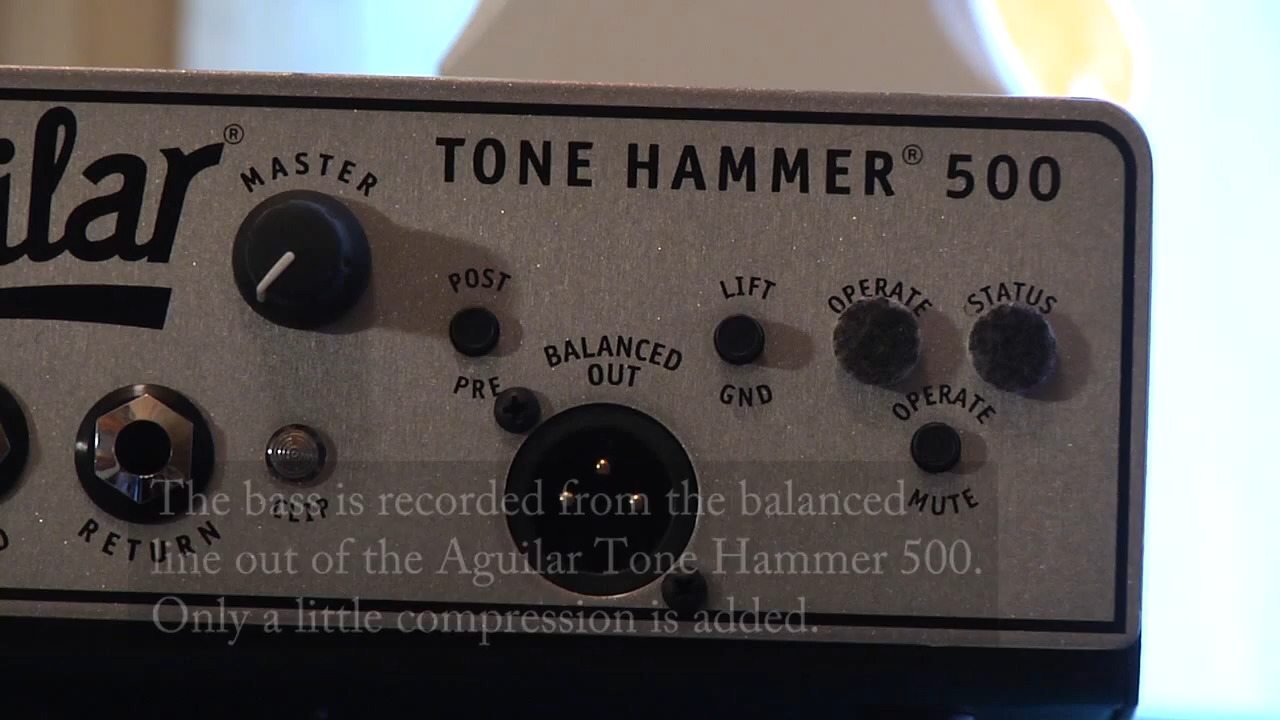 ilar®
MASTER
TONE HAMMER® 500
POST
PRE
LIFT
GND
OPERATE
STATUS
BALANCED
OUT
OPERATE
MUTE
CLIP
RETURN
The bass is recorded from the balanced
line out of the Aguilar Tone Hammer 500.
Only a little compression is added.